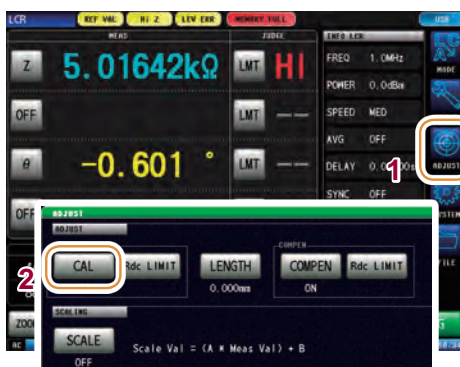 LCR REF VAL HI Z LEV ERR MEMORY FULL USB
MEAS JUDGE INFO LCR
Z 5.01642kΩ LMT HI
FREQ 1.0MHz
POWER 0.0dBm
MODE
OFF LMT -- SPEED MED
AVG OFF
θ -0.601 ° LMT -- DELAY
1
ADJUST
SYNC OFF
OFF
ADJUST
ADJUST
COMPEN
2
CAL Rdc LIMIT LENGTH COMPEN Rdc LIMIT
0.000mm ON
SCALING
ZOOM
SCALE Scale Val = (A × Meas Val) + B
AC
OFF